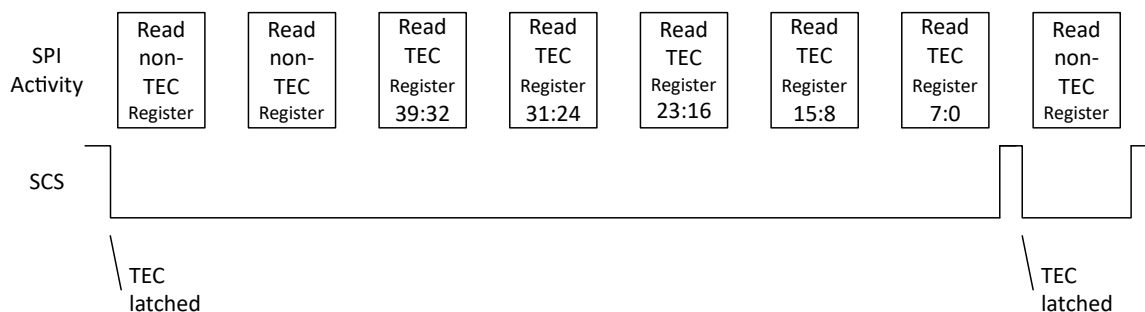 SPI
Activity
Read
non-
TEC
Register
Read
non-
TEC
Register
Read
TEC
Register
39:32
Read
TEC
Register
31:24
Read
TEC
Register
23:16
Read
TEC
Register
15:8
Read
TEC
Register
7:0
Read
non-
TEC
Register
SCS
TEC
latched
TEC
latched